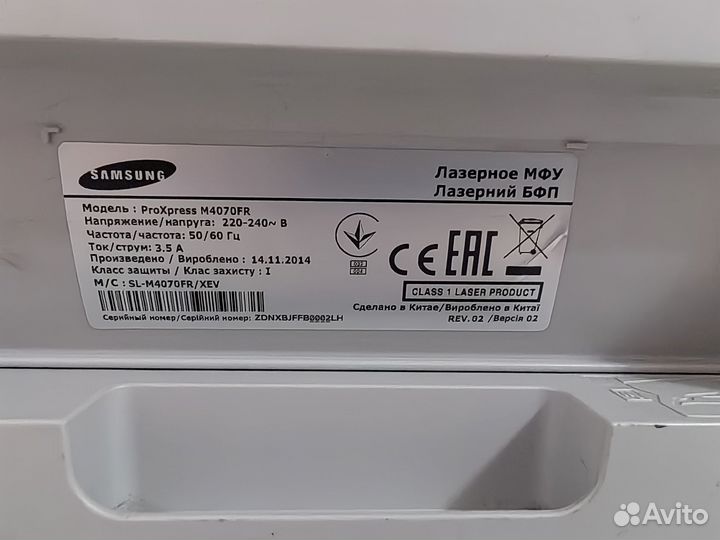 SAMSUNG
Лазерное МФУ
Лазерний БФП
Модель : ProXpress M4070FR
Напряжение/напруга: 220-240~ В
Частота/частота: 50/60 Гц
Ток/струм: 3.5 А
Произведено / Вироблено : 14.11.2014
Класс защиты / Клас захисту : I
М/С : SL-M4070FR/XEV
Серийный номер/Серійний номер: ZDNXBJFFB0002LH
CE EAC
CLASS 1 LASER PRODUCT
Сделано в Китае/Вироблено в Китаї
REV.02 /Версія 02
Avito